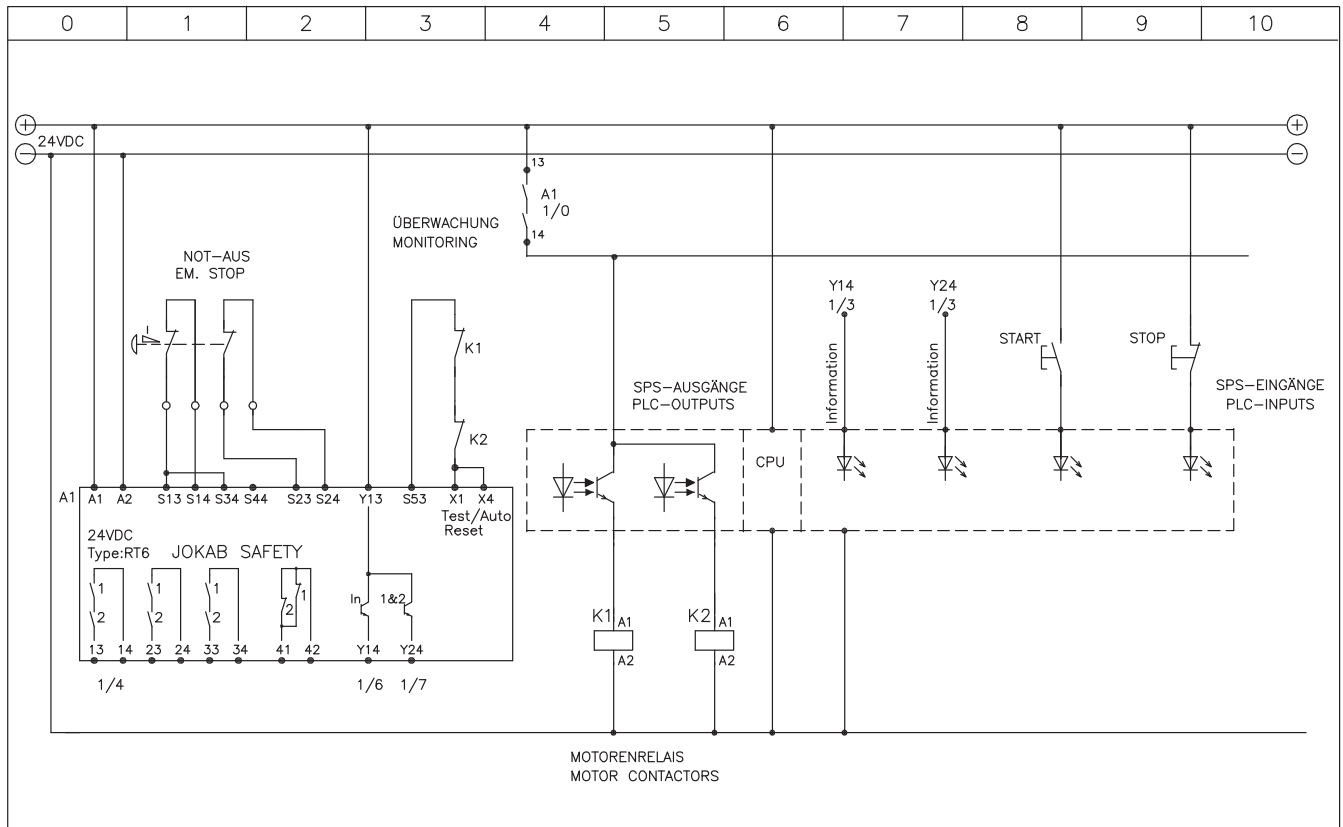 0 1 2 3 4 5 6 7 8 9 10
+ +
24VDC
- -
13
A1
1/0
14
ÜBERWACHUNG
MONITORING
NOT-AUS
EM. STOP
K1
K2
Y14
1/3
Y24
1/3
Information
Information
START
STOP
SPS-AUSGÄNGE
PLC-OUTPUTS
SPS-EINGÄNGE
PLC-INPUTS
CPU
A1 A1 A2 S13 S14 S34 S44 S23 S24 Y13 S53 X1 X4
Test/Auto
Reset
24VDC
Type:RT6 JOKAB SAFETY
1 1 1 1 In 1&2
2 2 2 2
13 14 23 24 33 34 41 42 Y14 Y24
1/4 1/6 1/7
K1 A1 K2 A1
A2 A2
MOTORENRELAIS
MOTOR CONTACTORS